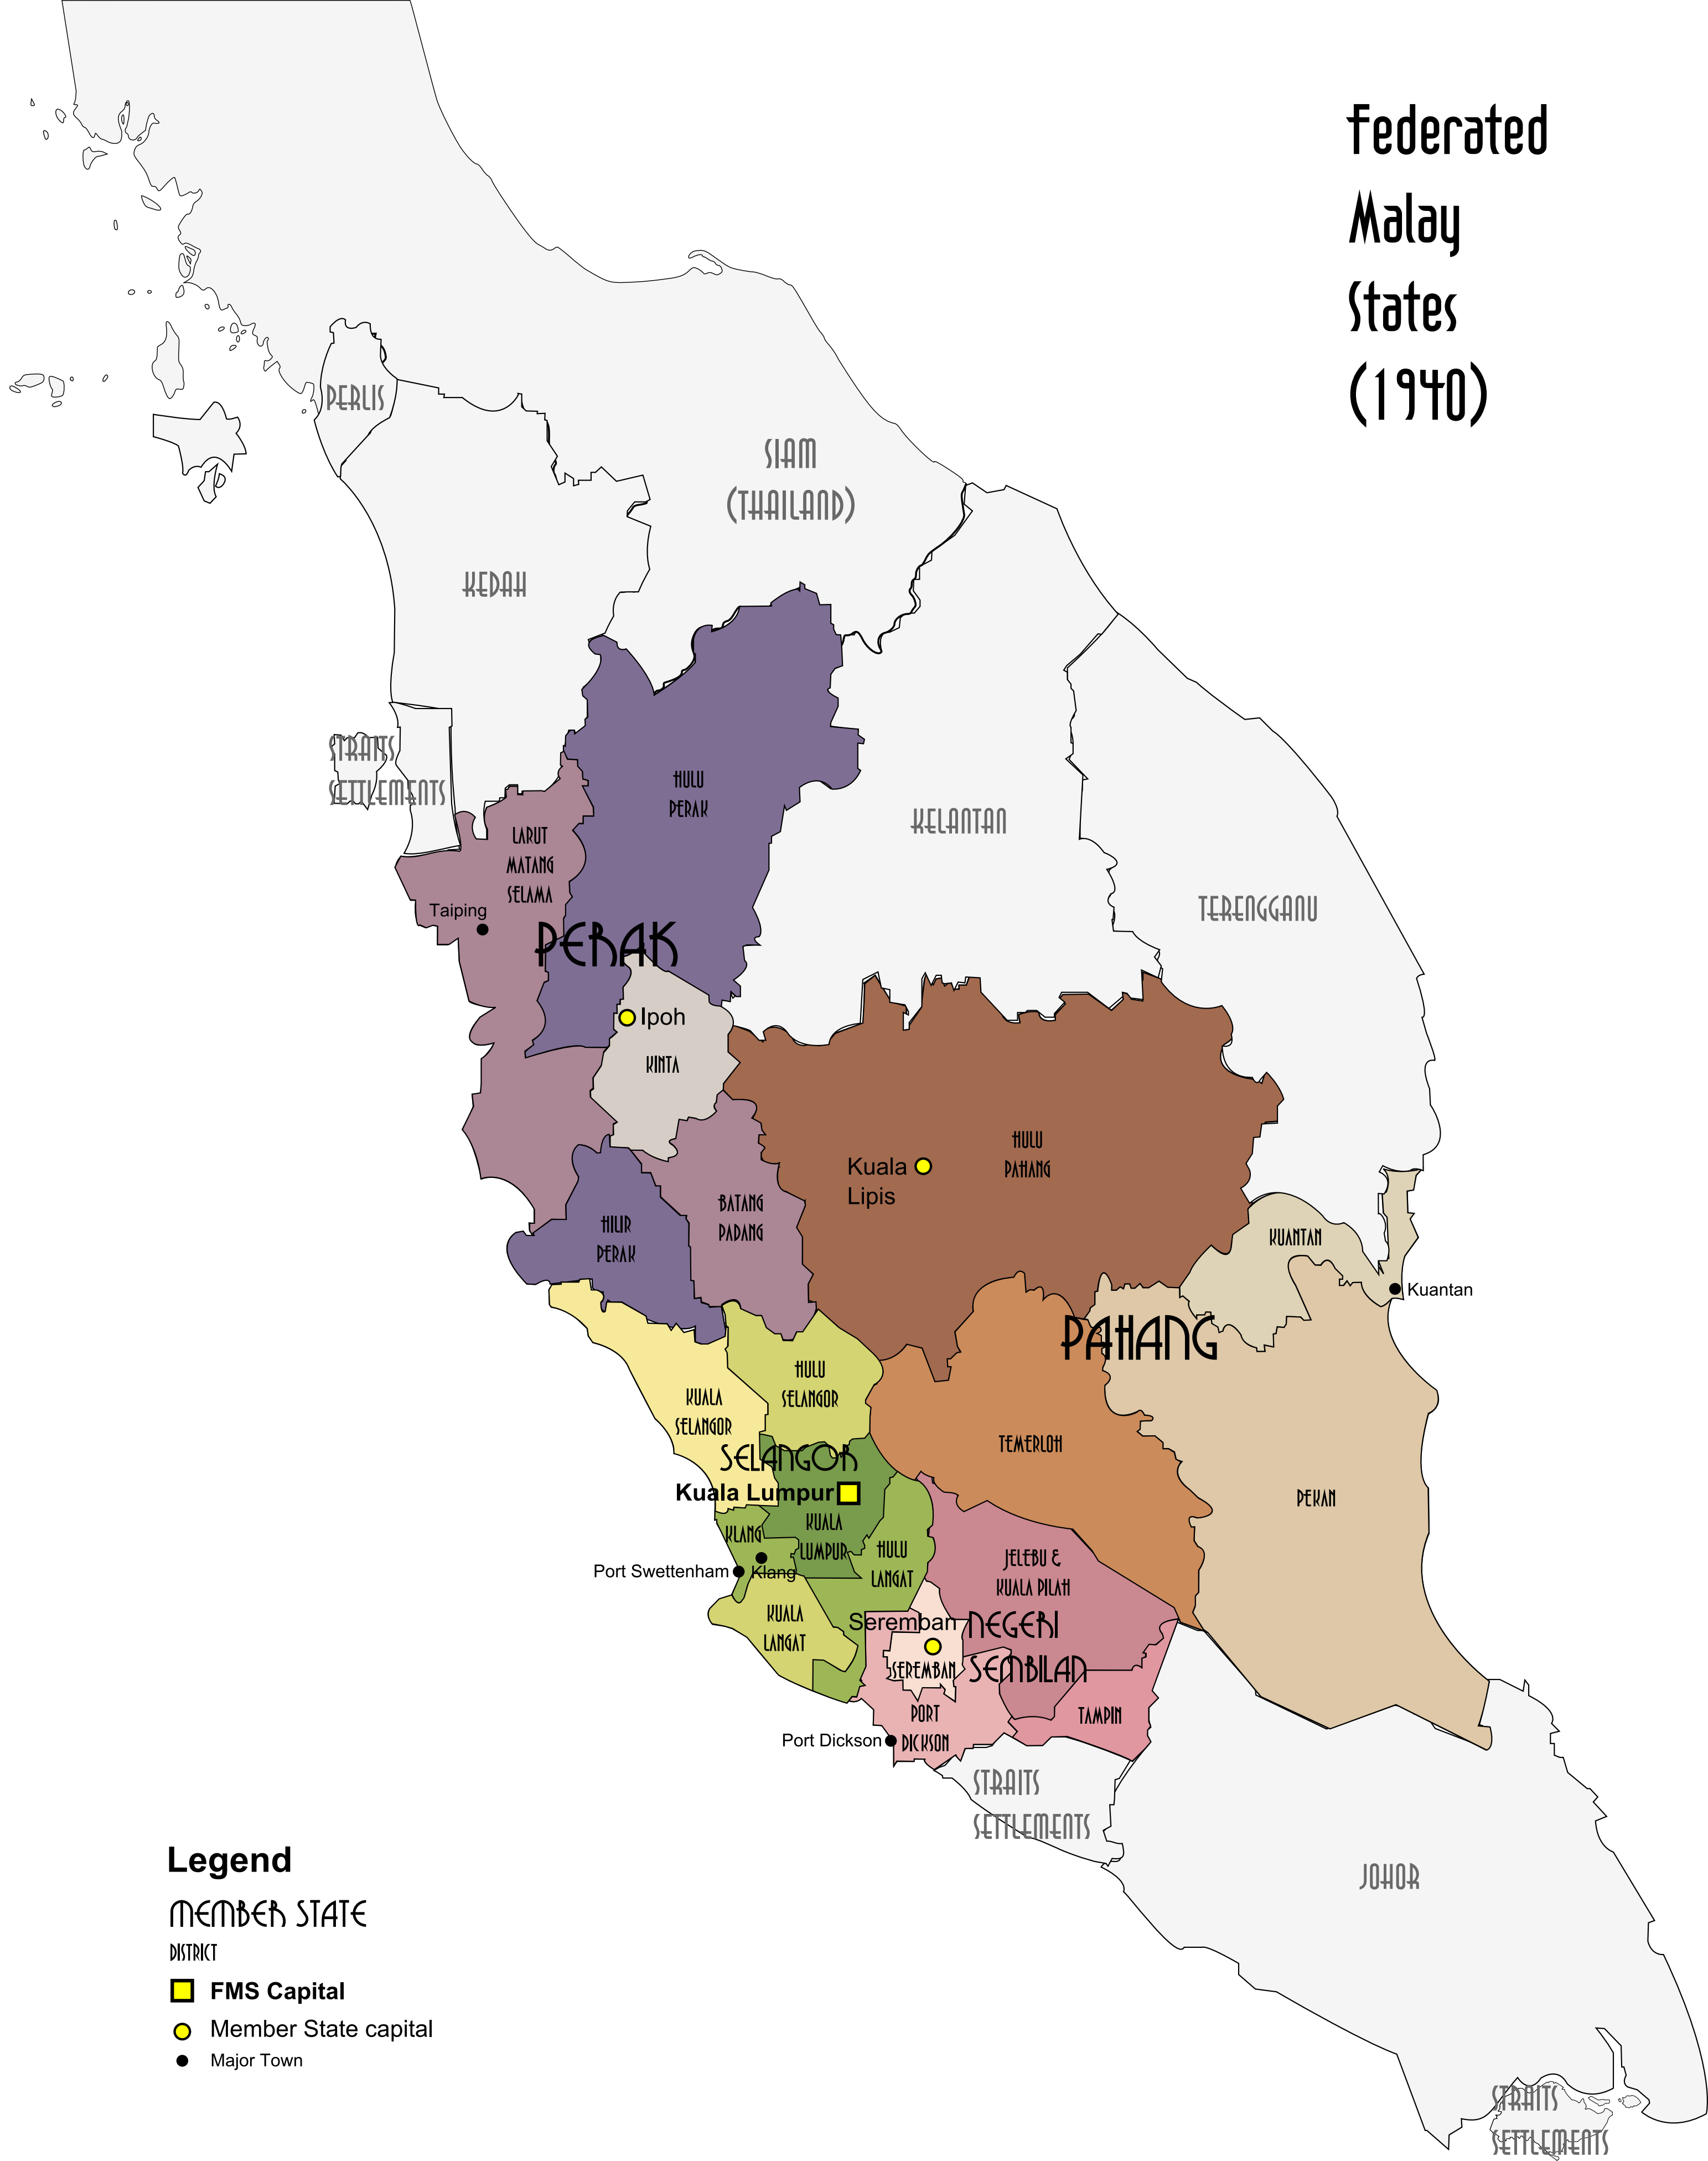 Federated
Malay
States
(1940)
PERLIS
SIAM
(THAILAND)
KEDAH
STRAITS
SETTLEMENTS
HULU
PERAK
KELANTAN
LARUT
MATANG
SELAMA
TERENGGANU
Taiping
PERAK
Ipoh
KINTA
HULU
PAHANG
Kuala
Lipis
BATANG
PADANG
HILIR
PERAK
KUANTAN
Kuantan
PAHANG
HULU
SELANGOR
KUALA
SELANGOR
TEMERLOH
SELANGOR
Kuala Lumpur
PEKAN
KLANG
KUALA
LUMPUR
HULU
LANGAT
JELEBU &
KUALA PILAH
Port Swettenham
Klang
KUALA
LANGAT
Seremban
NEGERI
SEMBILAN
SEREMBAN
PORT
DICKSON
TAMPIN
Port Dickson
STRAITS
SETTLEMENTS
JOHOR
Legend
MEMBER STATE
DISTRICT
FMS Capital
Member State capital
Major Town
STRAITS
SETTLEMENTS